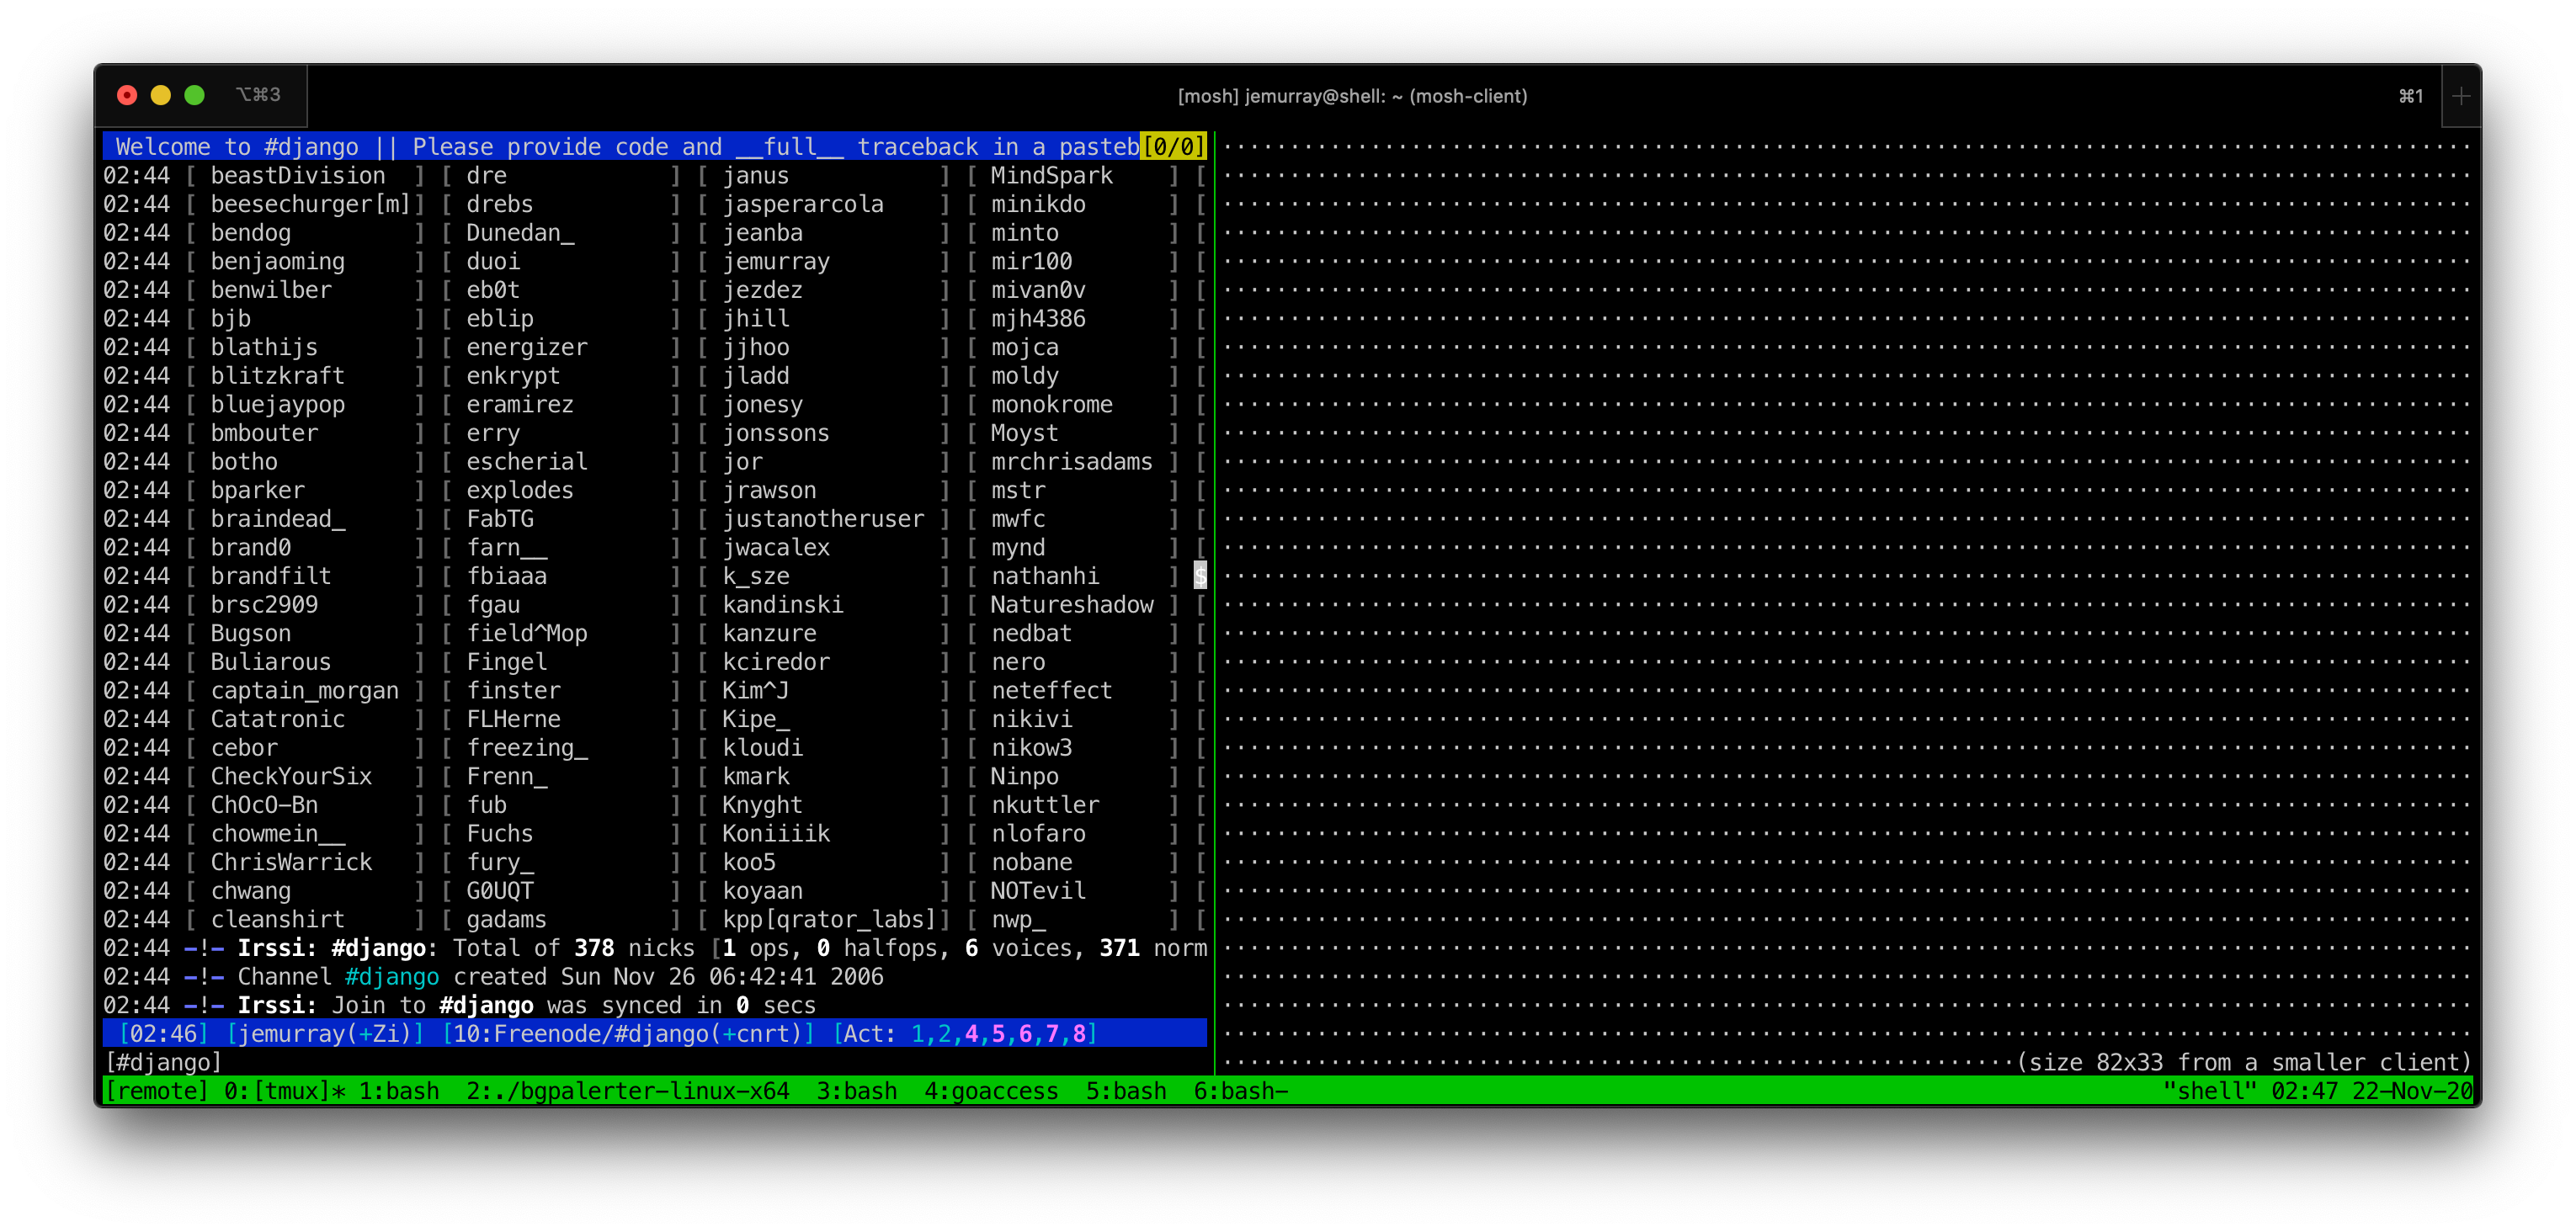 ⌥⌘3 [mosh] jemurray@shell: ~ (mosh-client) ⌘1 +
Welcome to #django || Please provide code and __full__ traceback in a pasteb[0/0]
02:44 [ beastDivision ] [ dre ] [ janus ] [ MindSpark ] [
02:44 [ beesechurger[m]] [ drebs ] [ jasperarcola ] [ minikdo ] [
02:44 [ bendog ] [ Dunedan_ ] [ jeanba ] [ minto ] [
02:44 [ benjaoming ] [ duoi ] [ jemurray ] [ mir100 ] [
02:44 [ benwilber ] [ eb0t ] [ jezdez ] [ mivan0v ] [
02:44 [ bjb ] [ eblip ] [ jhill ] [ mjh4386 ] [
02:44 [ blathijs ] [ energizer ] [ jjhoo ] [ mojca ] [
02:44 [ blitzkraft ] [ enkrypt ] [ jladd ] [ moldy ] [
02:44 [ bluejaypop ] [ eramirez ] [ jonesy ] [ monokrome ] [
02:44 [ bmbouter ] [ erry ] [ jonssons ] [ Moyst ] [
02:44 [ botho ] [ escherial ] [ jor ] [ mrchrisadams ] [
02:44 [ bparker ] [ explodes ] [ jrawson ] [ mstr ] [
02:44 [ braindead_ ] [ FabTG ] [ justanotheruser ] [ mwfc ] [
02:44 [ brand0 ] [ farn__ ] [ jwacalex ] [ mynd ] [
02:44 [ brandfilt ] [ fbiaaa ] [ k_sze ] [ nathanhi ] $
02:44 [ brsc2909 ] [ fgau ] [ kandinski ] [ Natureshadow ] [
02:44 [ Bugson ] [ field^Mop ] [ kanzure ] [ nedbat ] [
02:44 [ Buliarous ] [ Fingel ] [ kciredor ] [ nero ] [
02:44 [ captain_morgan ] [ finster ] [ Kim^J ] [ neteffect ] [
02:44 [ Catatronic ] [ FLHerne ] [ Kipe_ ] [ nikivi ] [
02:44 [ cebor ] [ freezing_ ] [ kloudi ] [ nikow3 ] [
02:44 [ CheckYourSix ] [ Frenn_ ] [ kmark ] [ Ninpo ] [
02:44 [ ChOcO-Bn ] [ fub ] [ Knyght ] [ nkuttler ] [
02:44 [ chowmein__ ] [ Fuchs ] [ Koniiiik ] [ nlofaro ] [
02:44 [ ChrisWarrick ] [ fury_ ] [ koo5 ] [ nobane ] [
02:44 [ chwang ] [ G0UQT ] [ koyaan ] [ NOTevil ] [
02:44 [ cleanshirt ] [ gadams ] [ kpp[qrator_labs]] [ nwp_ ] [
02:44 -!- Irssi: #django: Total of 378 nicks [1 ops, 0 halfops, 6 voices, 371 norm
02:44 -!- Channel #django created Sun Nov 26 06:42:41 2006
02:44 -!- Irssi: Join to #django was synced in 0 secs
[02:46] [jemurray(+Zi)] [10:Freenode/#django(+cnrt)] [Act: 1,2,4,5,6,7,8]
[#django] (size 82x33 from a smaller client)
[remote] 0:[tmux]* 1:bash 2:./bgpalerter-linux-x64 3:bash 4:goaccess 5:bash 6:bash- "shell" 02:47 22-Nov-20